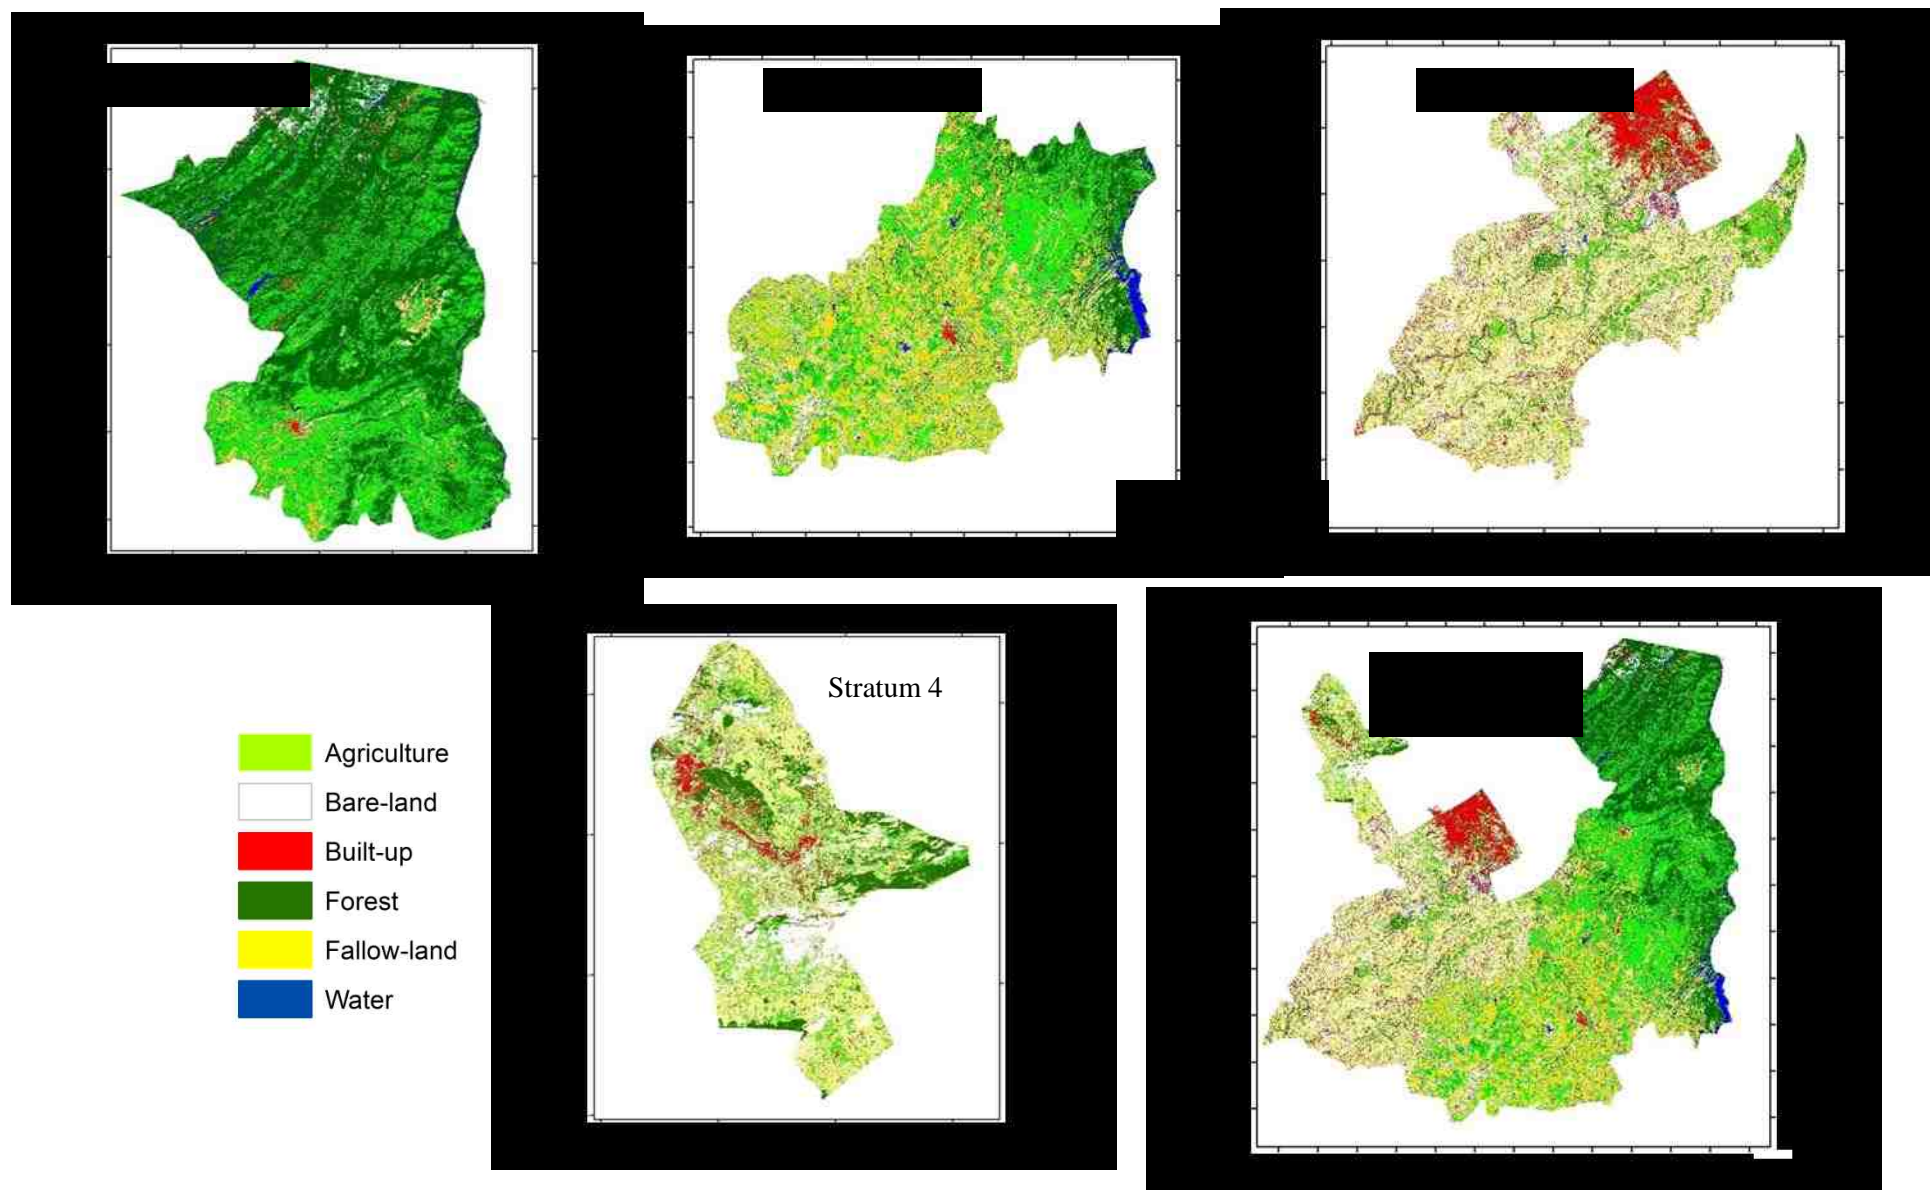 Stratum 4
Agriculture
Bare-land
Built-up
Forest
Fallow-land
Water